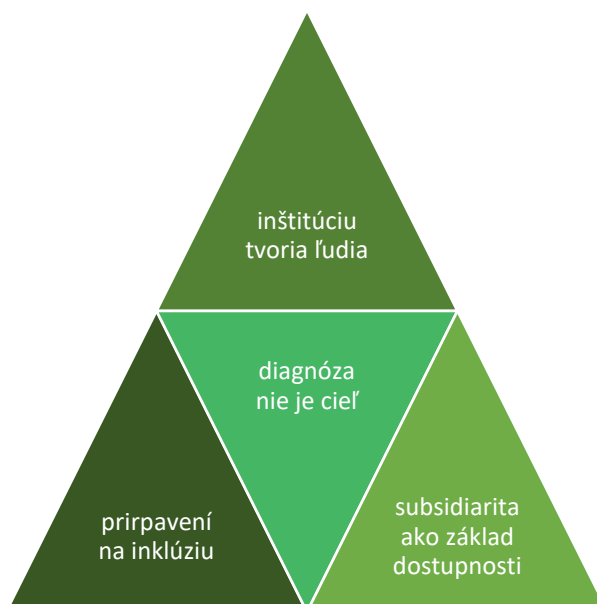 inštitúciu
tvoria ľudia
diagnóza
nie je cieľ
prirpavení
na inklúziu
subsidiarita
ako základ
dostupnosti